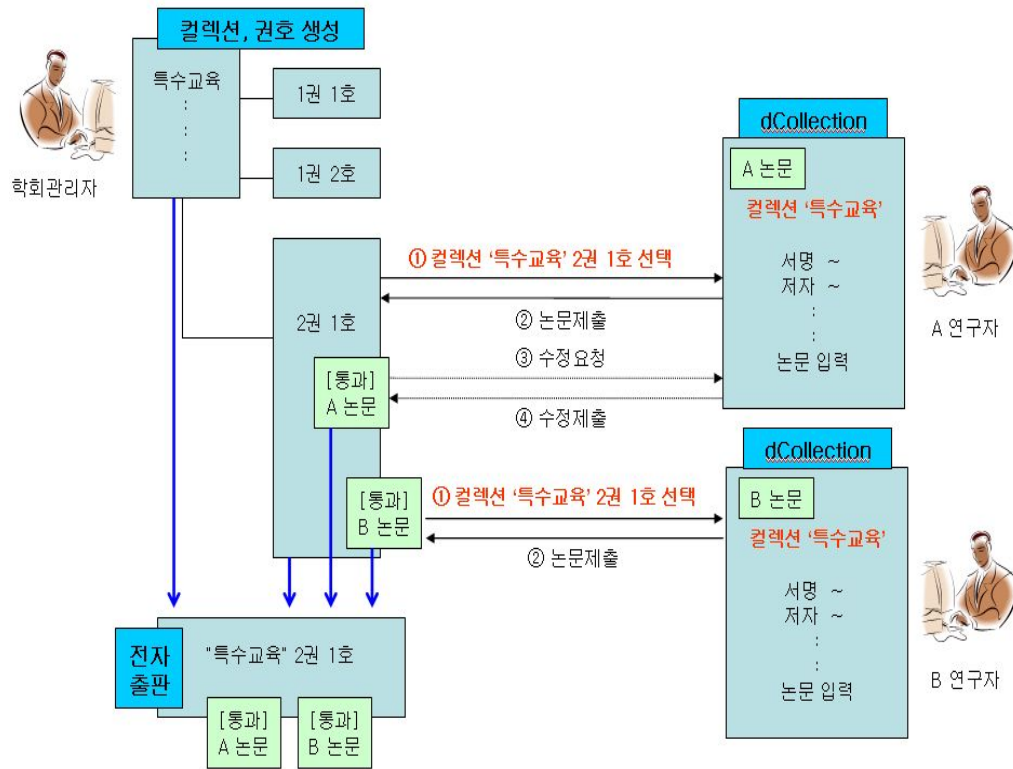 컬렉션, 권호 생성
특수교육
:
:
:
1권 1호
1권 2호
학회관리자
2권 1호
[통과]
A 논문
[통과]
B 논문
① 컬렉션 ‘특수교육’ 2권 1호 선택
② 논문제출
③ 수정요청
④ 수정제출
dCollection
A 논문
컬렉션 ‘특수교육’
서명 ~
저자 ~
:
:
논문 입력
A 연구자
① 컬렉션 ‘특수교육’ 2권 1호 선택
② 논문제출
dCollection
B 논문
컬렉션 ‘특수교육’
서명 ~
저자 ~
:
:
논문 입력
B 연구자
전자
출판
"특수교육" 2권 1호
[통과]
A 논문
[통과]
B 논문